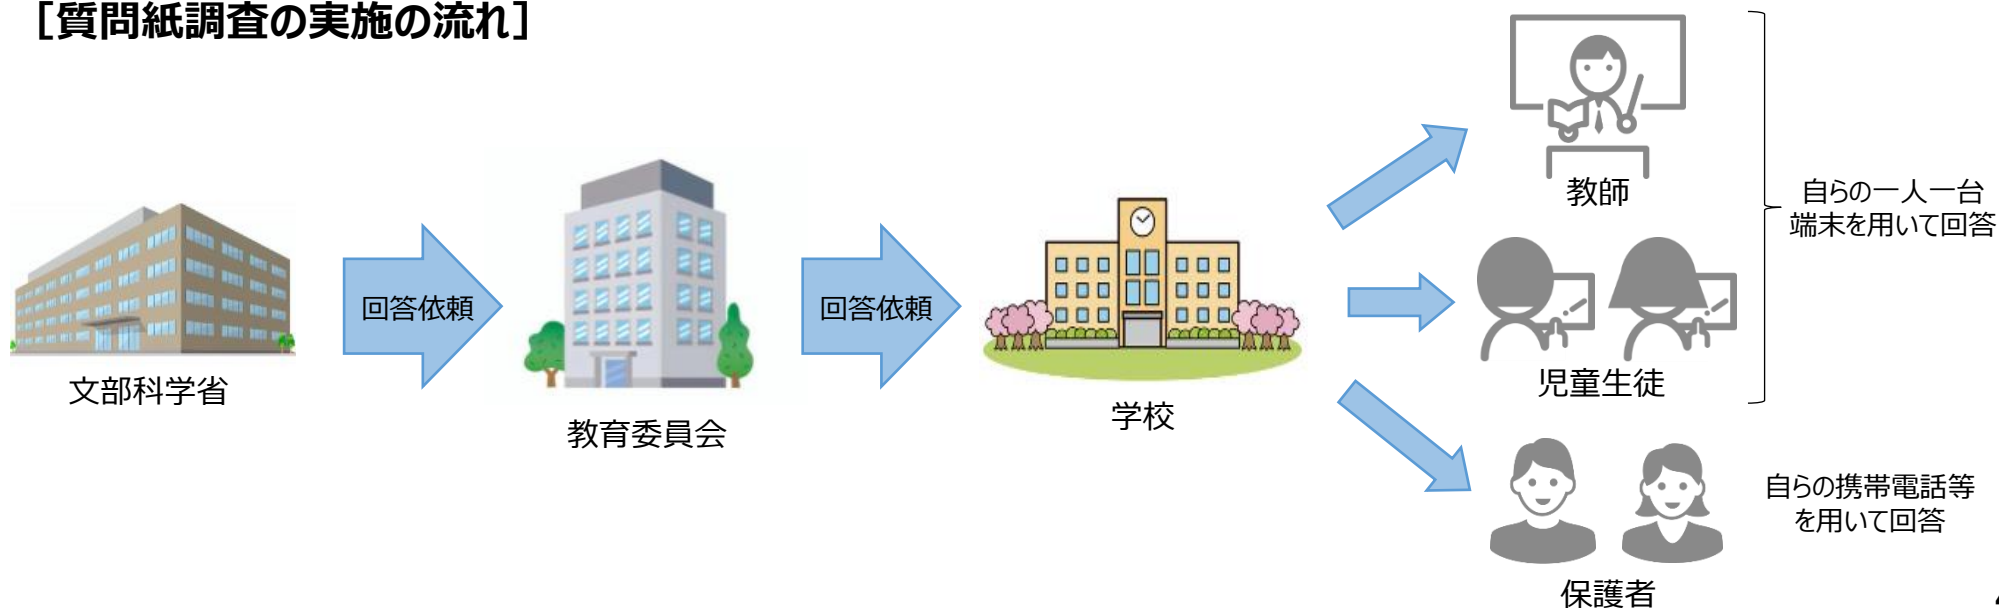 ［質問紙調査の実施の流れ］
文部科学省
回答依頼
教育委員会
回答依頼
学校
教師
児童生徒
自らの一人一台
端末を用いて回答
保護者
自らの携帯電話等
を用いて回答